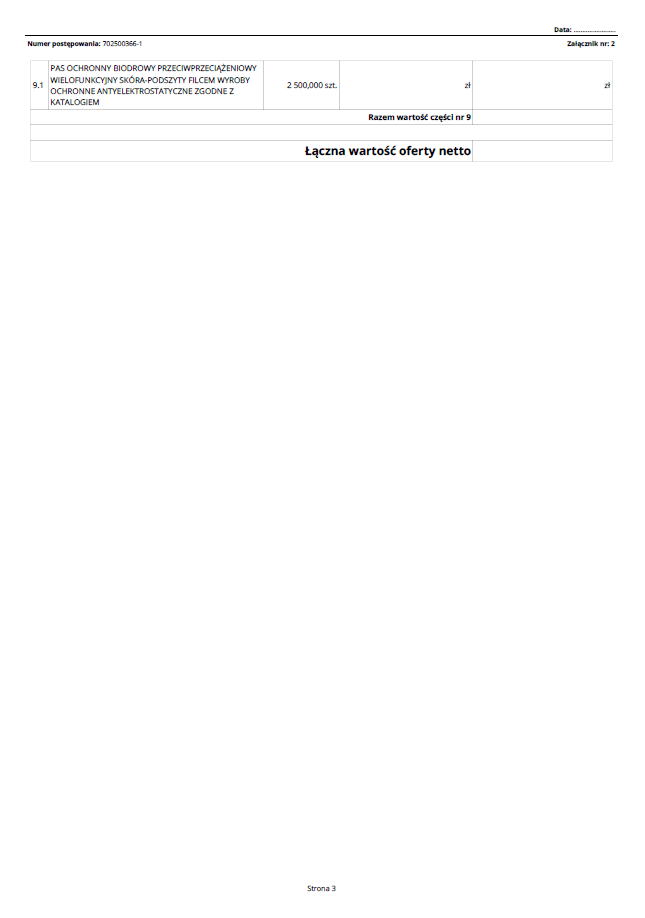 Data: ......................
Numer postępowania: 702500366-1 Załącznik nr: 2
9.1 PAS OCHRONNY BIODROWY PRZECIWPRZECIĄŻENIOWY
WIELOFUNKCYJNY SKÓRA-PODSZYTY FILCEM WYROBY
OCHRONNE ANTYELEKTROSTATYCZNE ZGODNE Z
KATALOGIEM
2 500,000 szt. zł zł
Razem wartość części nr 9
Łączna wartość oferty netto
Strona 3